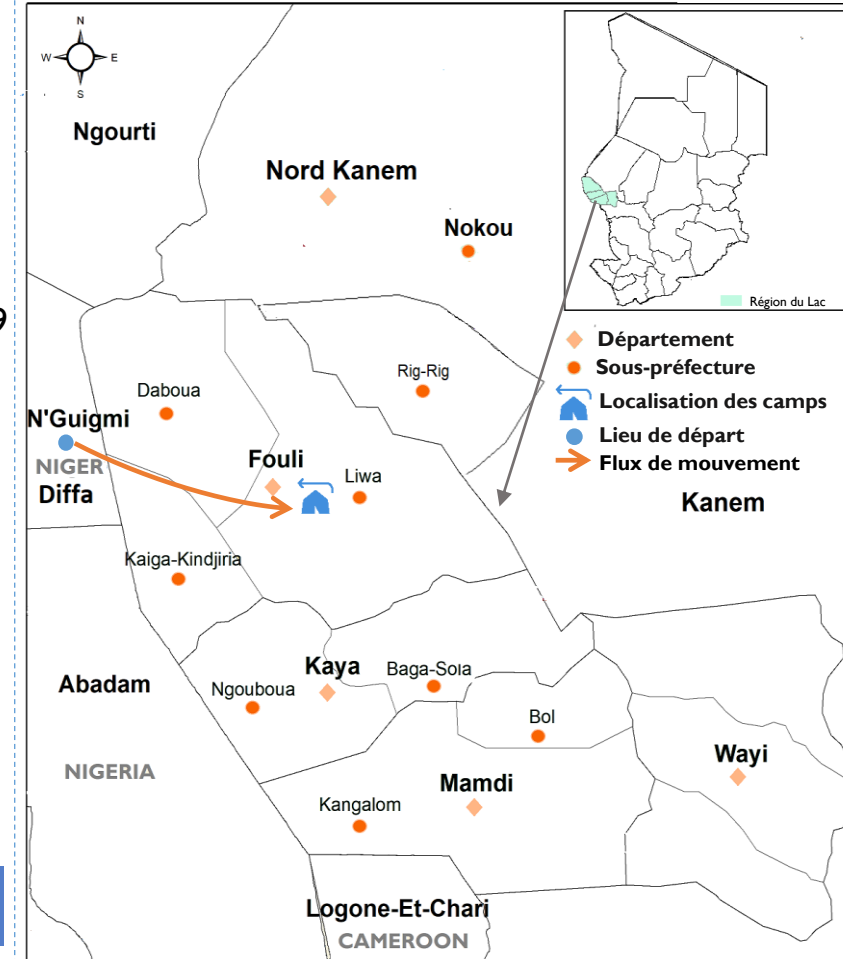 N
W
E
S
Ngourti
Nord Kanem
Nokou
Région du Lac
Département
Sous-préfecture
Localisation des camps
Lieu de départ
Flux de mouvement
9
Rig-Rig
Daboua
N'Guigmi
NIGER
Diffa
Fouli
Liwa
Kanem
Kaiga-Kindjiria
Kaya
Baga-Sola
Abadam
Ngouboua
Bol
NIGERIA
Wayi
Mamdi
Kangalom
Logone-Et-Chari
CAMEROON